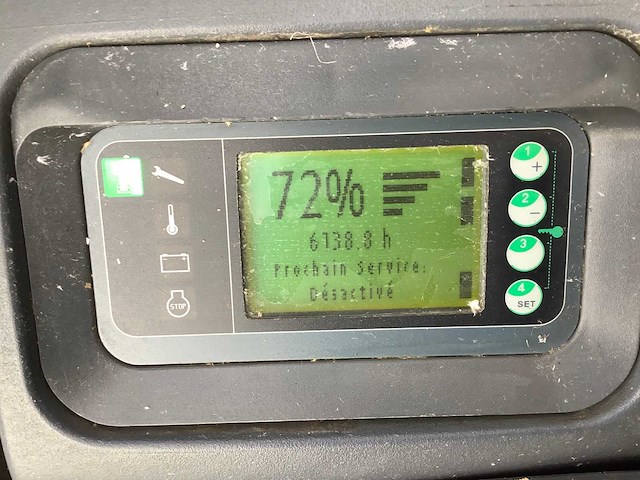 72%
6138.8 h
Prochain Service:
Désactivé
STOP
1
+
2
−
3
4
SET